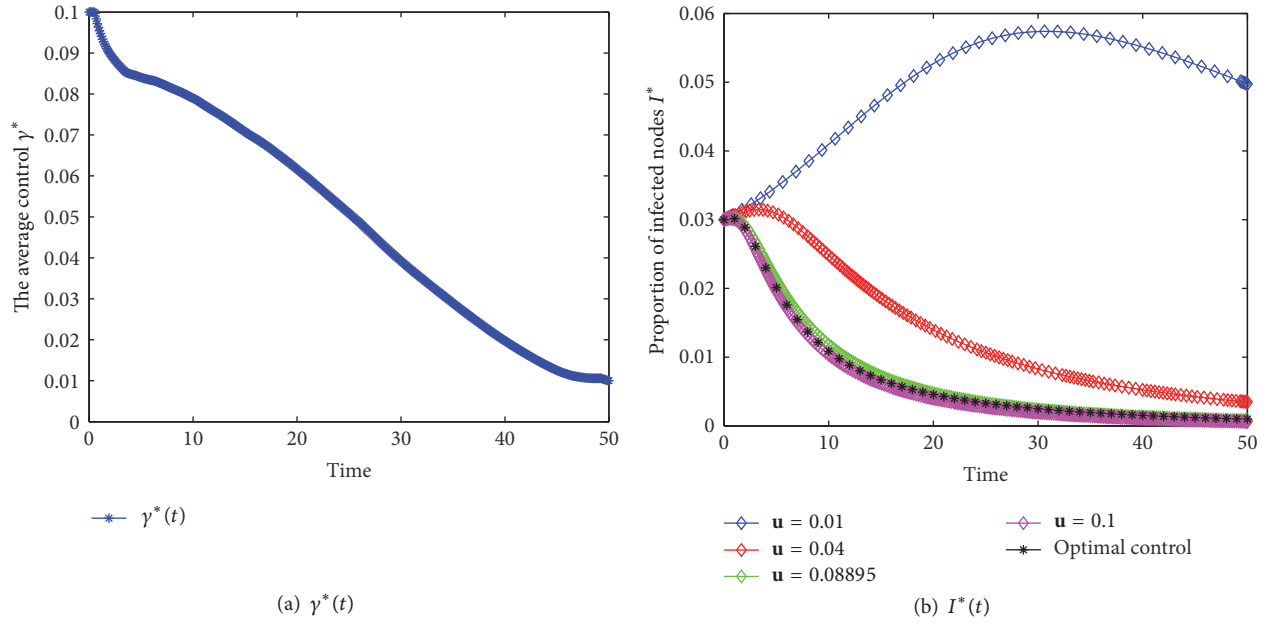 The average control γ*
0.1
0.09
0.08
0.07
0.06
0.05
0.04
0.03
0.02
0.01
0
0 10 20 30 40 50
Time
γ*(t)
(a) γ*(t)
Proportion of infected nodes I*
0.06
0.05
0.04
0.03
0.02
0.01
0
0 10 20 30 40 50
Time
u = 0.01
u = 0.04
u = 0.08895
u = 0.1
Optimal control
(b) I*(t)